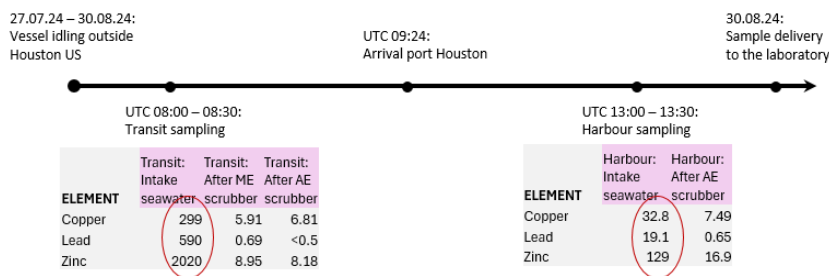 27.07.24 – 30.08.24:
Vessel idling outside
Houston US
UTC 09:24:
Arrival port Houston
30.08.24:
Sample delivery
to the laboratory
UTC 08:00 – 08:30:
Transit sampling
Transit: Transit: Transit:
Intake After ME After AE
ELEMENT seawater scrubber scrubber
Copper 299 5.91 6.81
Lead 590 0.69 <0.5
Zinc 2020 8.95 8.18
UTC 13:00 – 13:30:
Harbour sampling
Harbour: Harbour:
Intake After AE
ELEMENT seawater scrubber
Copper 32.8 7.49
Lead 19.1 0.65
Zinc 129 16.9